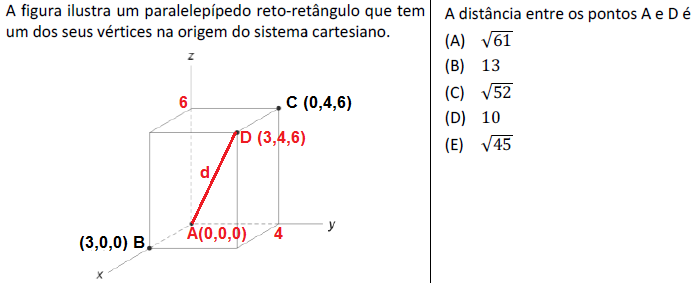 A figura ilustra um paralelepípedo reto-retângulo que tem
um dos seus vértices na origem do sistema cartesiano.
z
6
C (0,4,6)
D (3,4,6)
d
y
A(0,0,0)
4
(3,0,0) B
x
A distância entre os pontos A e D é
(A) √61
(B) 13
(C) √52
(D) 10
(E) √45